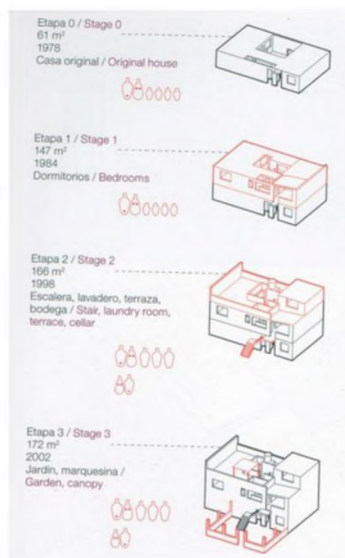 Etapa 0 / Stage 0
61 m²
1978
Casa original / Original house
Etapa 1 / Stage 1
147 m²
1984
Dormitorios / Bedrooms
Etapa 2 / Stage 2
166 m²
1998
Escalera, lavadero, terraza,
bodega / Stair, laundry room,
terrace, cellar
Etapa 3 / Stage 3
172 m²
2002
Jardín, marquesina /
Garden, canopy